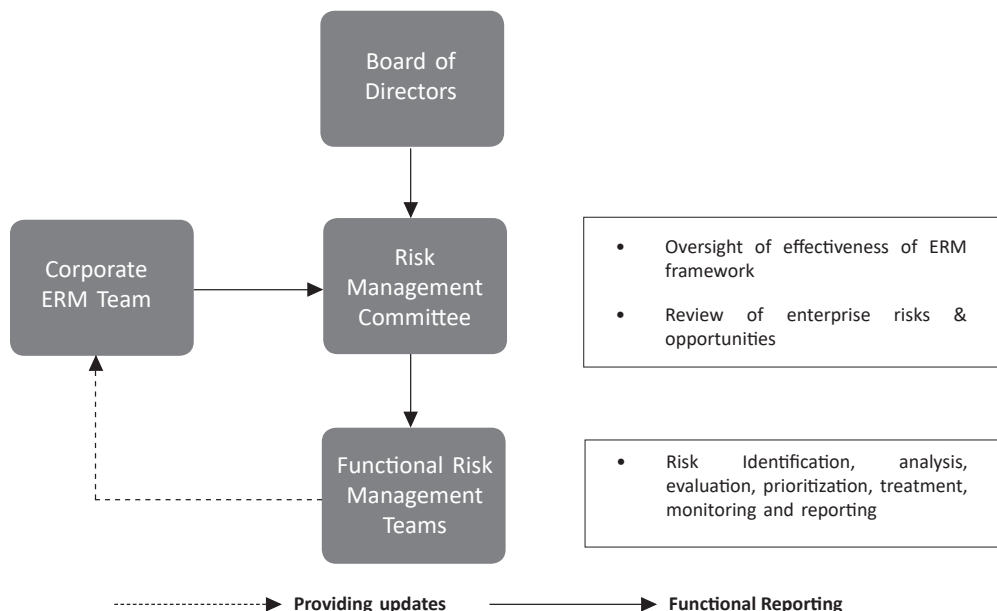 Board of
Directors
Corporate
ERM Team
Risk
Management
Committee
• Oversight of effectiveness of ERM
framework
• Review of enterprise risks &
opportunities
Functional Risk
Management
Teams
• Risk Identification, analysis,
evaluation, prioritization, treatment,
monitoring and reporting
Providing updates
Functional Reporting